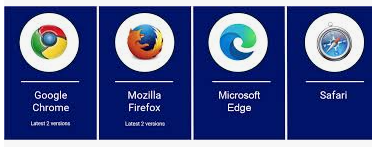 Google
Chrome
Latest 2 versions
Mozilla
Firefox
Latest 2 versions
Microsoft
Edge
Safari